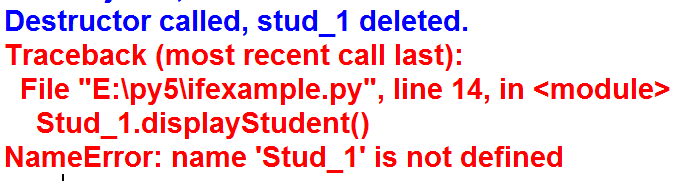 Destructor called, stud_1 deleted.
Traceback (most recent call last):
File "E:\py5\ifexample.py", line 14, in <module>
Stud_1.displayStudent()
NameError: name 'Stud_1' is not defined